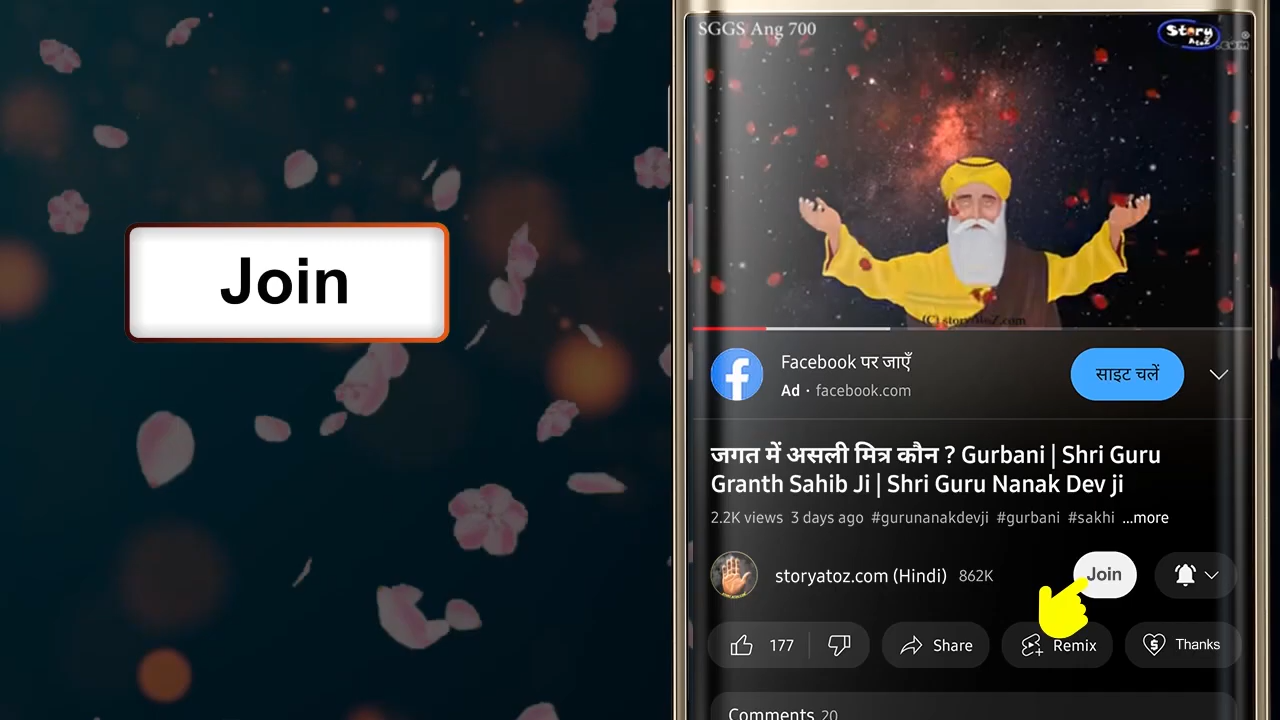 Join
SGGS Ang 700
Story
AtoZ
.com
(C) storyAtoZ.com
Facebook पर जाएँ
Ad · facebook.com
साइट चलें
जगत में असली मित्र कौन ? Gurbani | Shri Guru
Granth Sahib Ji | Shri Guru Nanak Dev ji
2.2K views 3 days ago #gurunanakdevji #gurbani #sakhi ...more
storyatoz.com (Hindi) 862K
Join
177
Share
Remix
Thanks
Comments 20